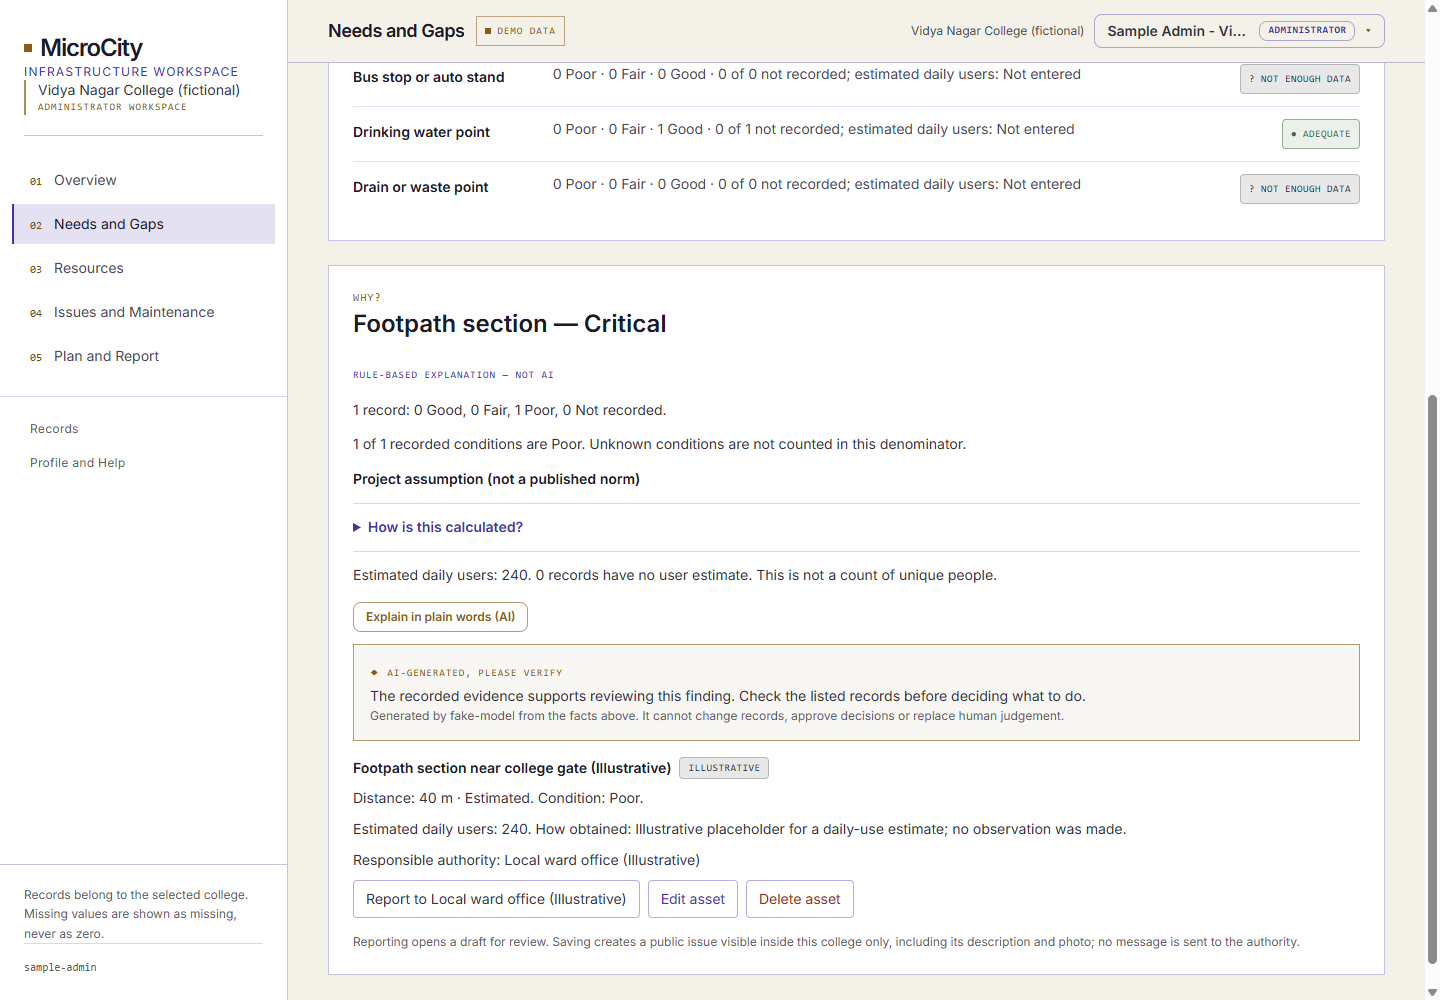 MicroCity
INFRASTRUCTURE WORKSPACE
Vidya Nagar College (fictional)
ADMINISTRATOR WORKSPACE
01 Overview
02 Needs and Gaps
03 Resources
04 Issues and Maintenance
05 Plan and Report
Records
Profile and Help
Records belong to the selected college.
Missing values are shown as missing,
never as zero.
sample-admin
Needs and Gaps DEMO DATA
Vidya Nagar College (fictional) Sample Admin - Vi... ADMINISTRATOR
Bus stop or auto stand 0 Poor · 0 Fair · 0 Good · 0 of 0 not recorded; estimated daily users: Not entered ? NOT ENOUGH DATA
Drinking water point 0 Poor · 0 Fair · 1 Good · 0 of 1 not recorded; estimated daily users: Not entered ADEQUATE
Drain or waste point 0 Poor · 0 Fair · 0 Good · 0 of 0 not recorded; estimated daily users: Not entered ? NOT ENOUGH DATA
WHY?
Footpath section — Critical
RULE-BASED EXPLANATION — NOT AI
1 record: 0 Good, 0 Fair, 1 Poor, 0 Not recorded.
1 of 1 recorded conditions are Poor. Unknown conditions are not counted in this denominator.
Project assumption (not a published norm)
How is this calculated?
Estimated daily users: 240. 0 records have no user estimate. This is not a count of unique people.
Explain in plain words (AI)
AI-GENERATED, PLEASE VERIFY
The recorded evidence supports reviewing this finding. Check the listed records before deciding what to do.
Generated by fake-model from the facts above. It cannot change records, approve decisions or replace human judgement.
Footpath section near college gate (Illustrative) ILLUSTRATIVE
Distance: 40 m · Estimated. Condition: Poor.
Estimated daily users: 240. How obtained: Illustrative placeholder for a daily-use estimate; no observation was made.
Responsible authority: Local ward office (Illustrative)
Report to Local ward office (Illustrative) Edit asset Delete asset
Reporting opens a draft for review. Saving creates a public issue visible inside this college only, including its description and photo; no message is sent to the authority.